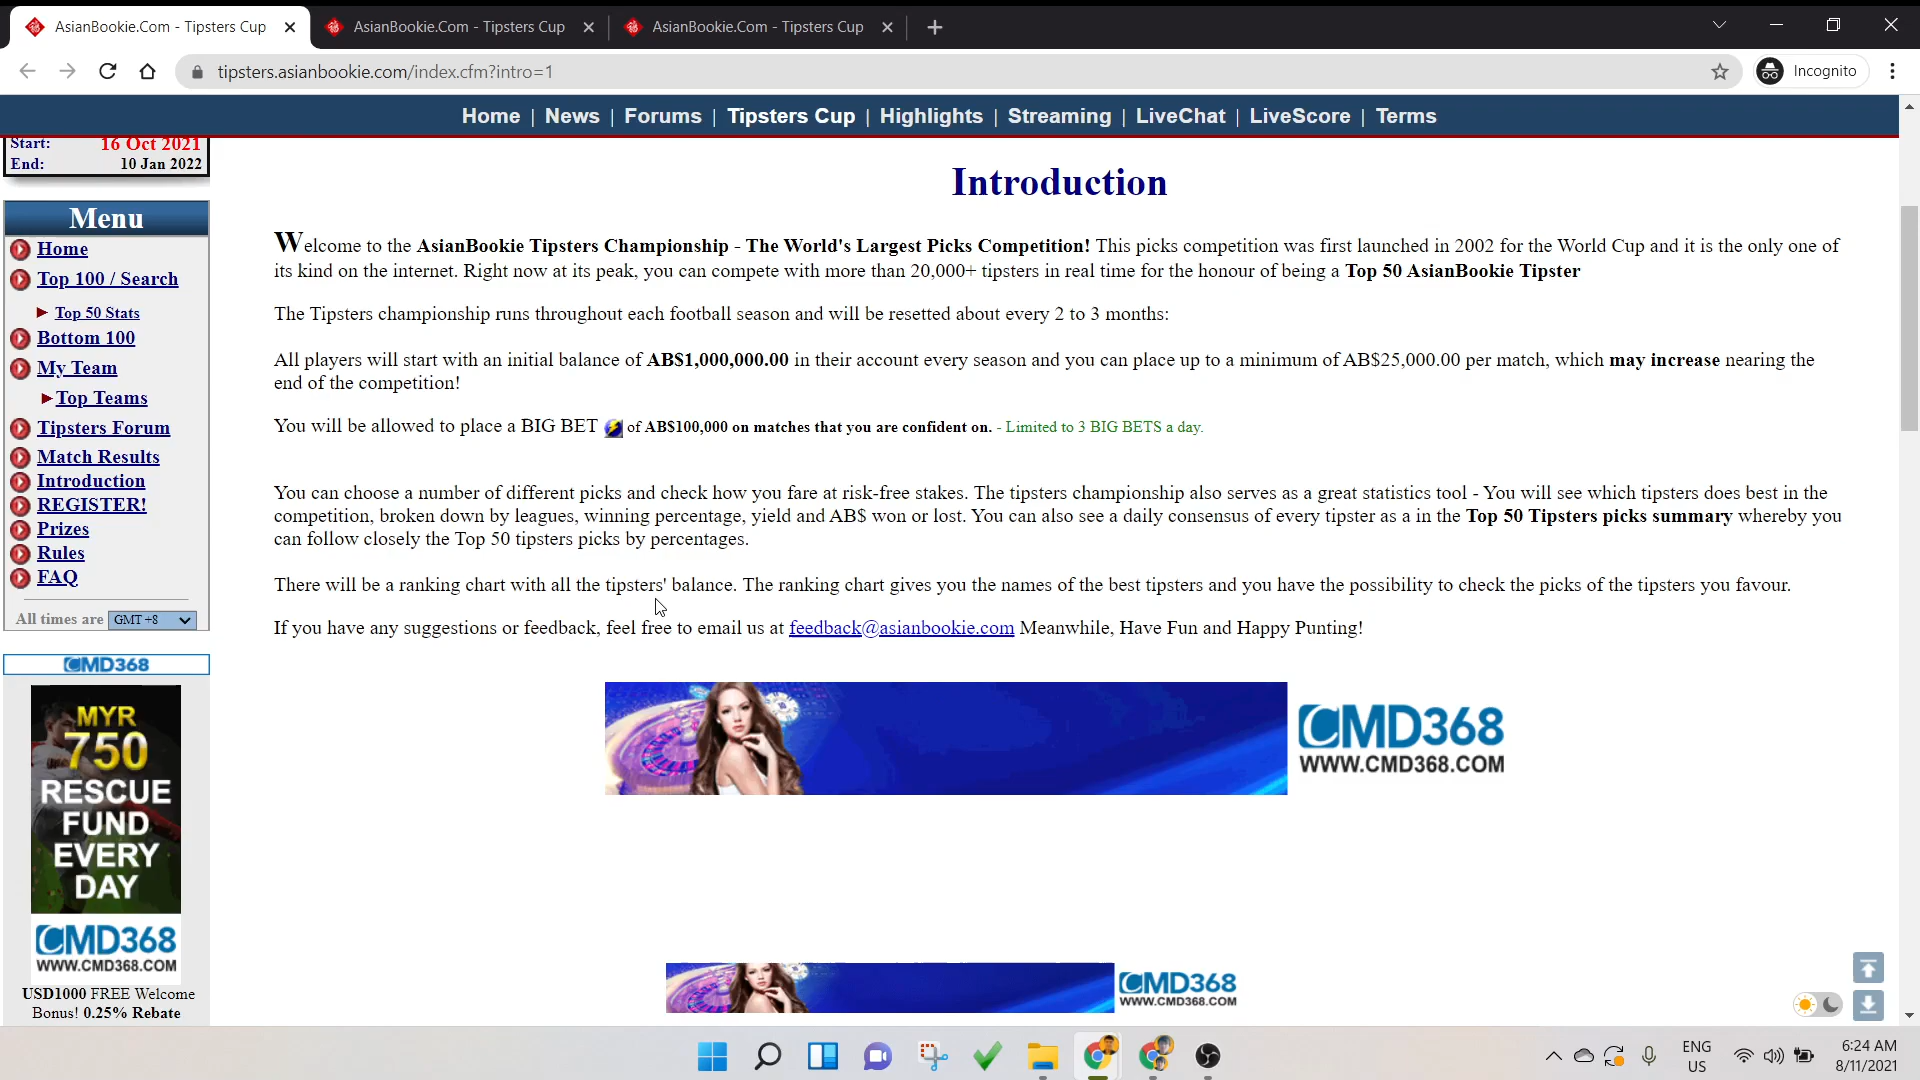 AsianBookie.Com - Tipsters Cup
AsianBookie.Com - Tipsters Cup
AsianBookie.Com - Tipsters Cup
tipsters.asianbookie.com/index.cfm?intro=1
Incognito
Home | News | Forums | Tipsters Cup | Highlights | Streaming | LiveChat | LiveScore | Terms
Start: 16 Oct 2021
End: 10 Jan 2022
Menu
Home
Top 100 / Search
Top 50 Stats
Bottom 100
My Team
Top Teams
Tipsters Forum
Match Results
Introduction
REGISTER!
Prizes
Rules
FAQ
All times are GMT +8
CMD368
MYR
750
RESCUE
FUND
EVERY
DAY
CMD368
WWW.CMD368.COM
USD1000 FREE Welcome
Bonus! 0.25% Rebate
Introduction
Welcome to the AsianBookie Tipsters Championship - The World's Largest Picks Competition! This picks competition was first launched in 2002 for the World Cup and it is the only one of
its kind on the internet. Right now at its peak, you can compete with more than 20,000+ tipsters in real time for the honour of being a Top 50 AsianBookie Tipster
The Tipsters championship runs throughout each football season and will be resetted about every 2 to 3 months:
All players will start with an initial balance of AB$1,000,000.00 in their account every season and you can place up to a minimum of AB$25,000.00 per match, which may increase nearing the
end of the competition!
You will be allowed to place a BIG BET of AB$100,000 on matches that you are confident on. - Limited to 3 BIG BETS a day.
You can choose a number of different picks and check how you fare at risk-free stakes. The tipsters championship also serves as a great statistics tool - You will see which tipsters does best in the
competition, broken down by leagues, winning percentage, yield and AB$ won or lost. You can also see a daily consensus of every tipster as a in the Top 50 Tipsters picks summary whereby you
can follow closely the Top 50 tipsters picks by percentages.
There will be a ranking chart with all the tipsters' balance. The ranking chart gives you the names of the best tipsters and you have the possibility to check the picks of the tipsters you favour.
If you have any suggestions or feedback, feel free to email us at feedback@asianbookie.com Meanwhile, Have Fun and Happy Punting!
CMD368
WWW.CMD368.COM
CMD368
WWW.CMD368.COM
ENG
US
6:24 AM
8/11/2021